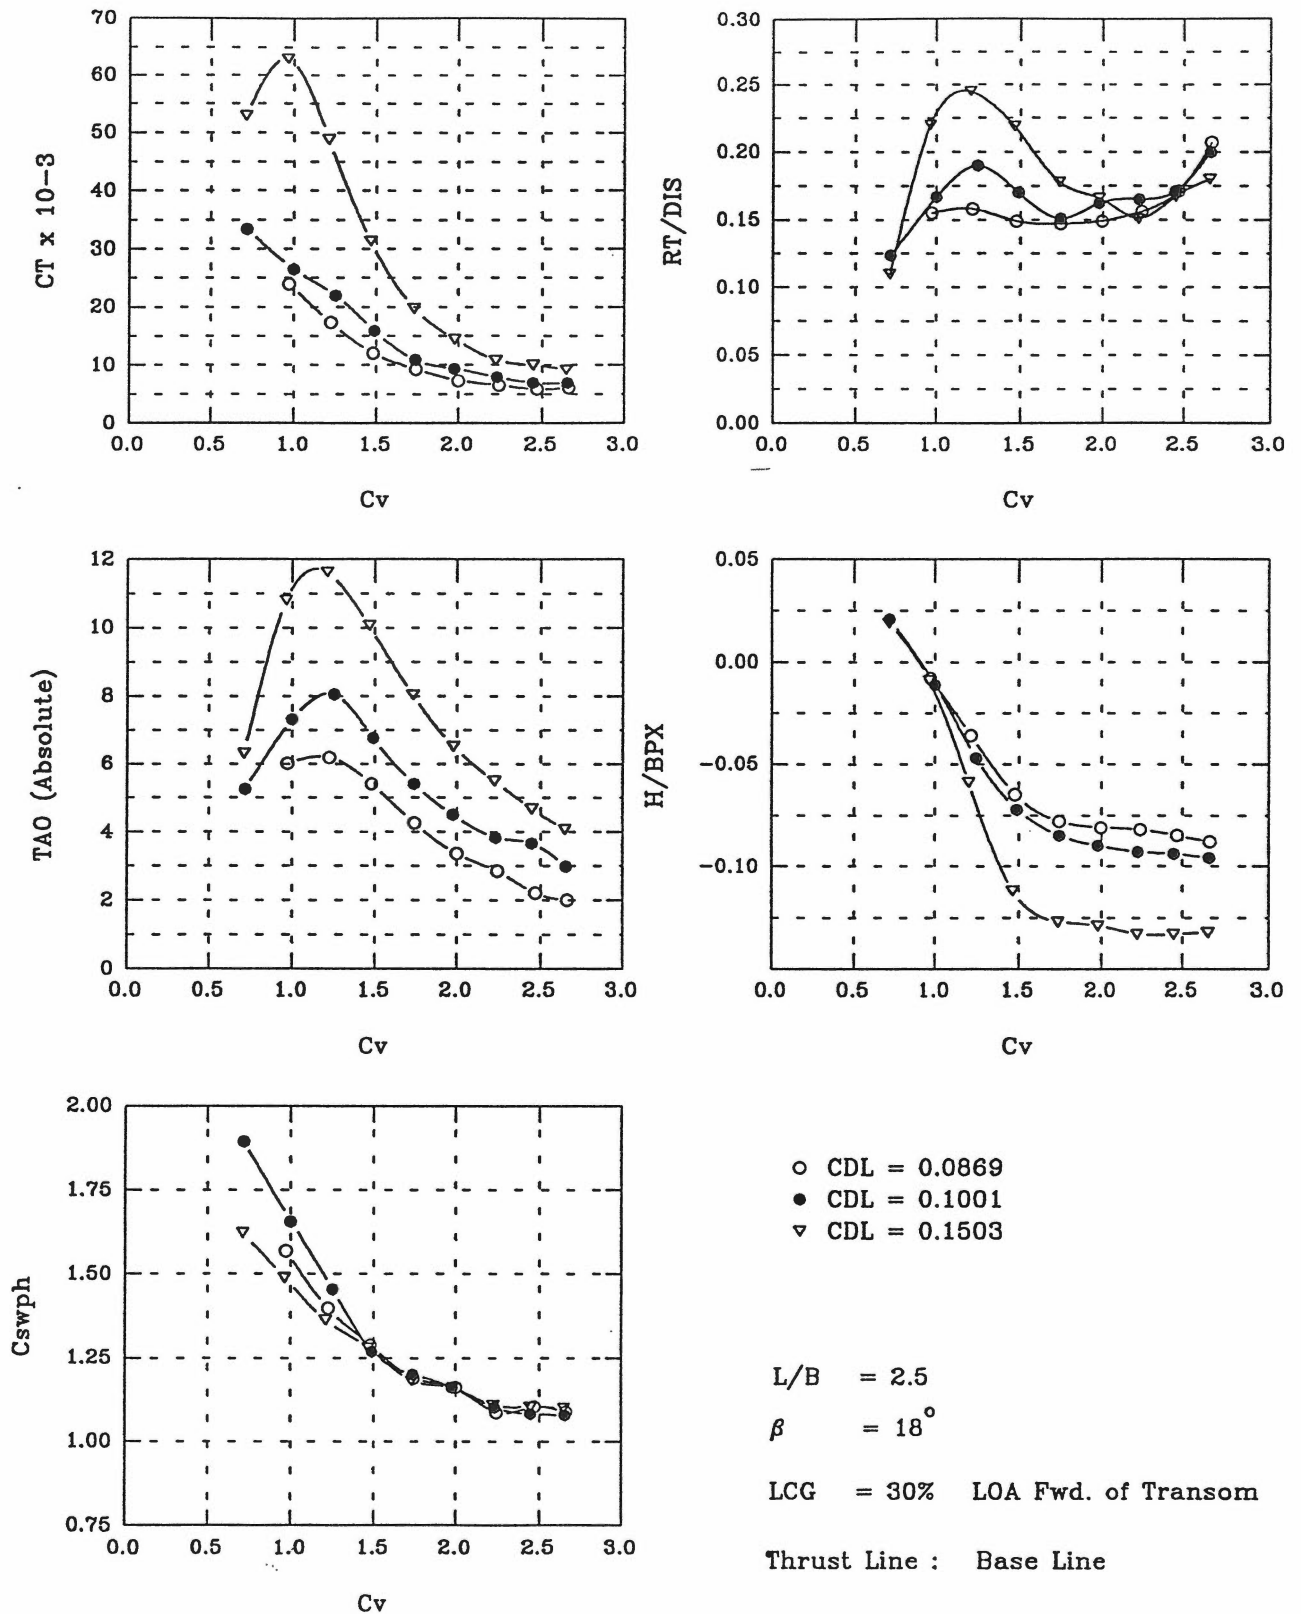 70
60
50
40
30
20
10
0
CT x 10-3
0.0 0.5 1.0 1.5 2.0 2.5 3.0
Cv
0.30
0.25
0.20
0.15
0.10
0.05
0.00
RT/DIS
0.0 0.5 1.0 1.5 2.0 2.5 3.0
Cv
12
10
8
6
4
2
0
TAO (Absolute)
0.0 0.5 1.0 1.5 2.0 2.5 3.0
Cv
0.05
0.00
-0.05
-0.10
H/BPX
0.0 0.5 1.0 1.5 2.0 2.5 3.0
Cv
2.00
1.75
1.50
1.25
1.00
0.75
Cswph
0.0 0.5 1.0 1.5 2.0 2.5 3.0
Cv
CDL = 0.0869
CDL = 0.1001
CDL = 0.1503
L/B = 2.5
β = 18°
LCG = 30% LOA Fwd. of Transom
Thrust Line : Base Line